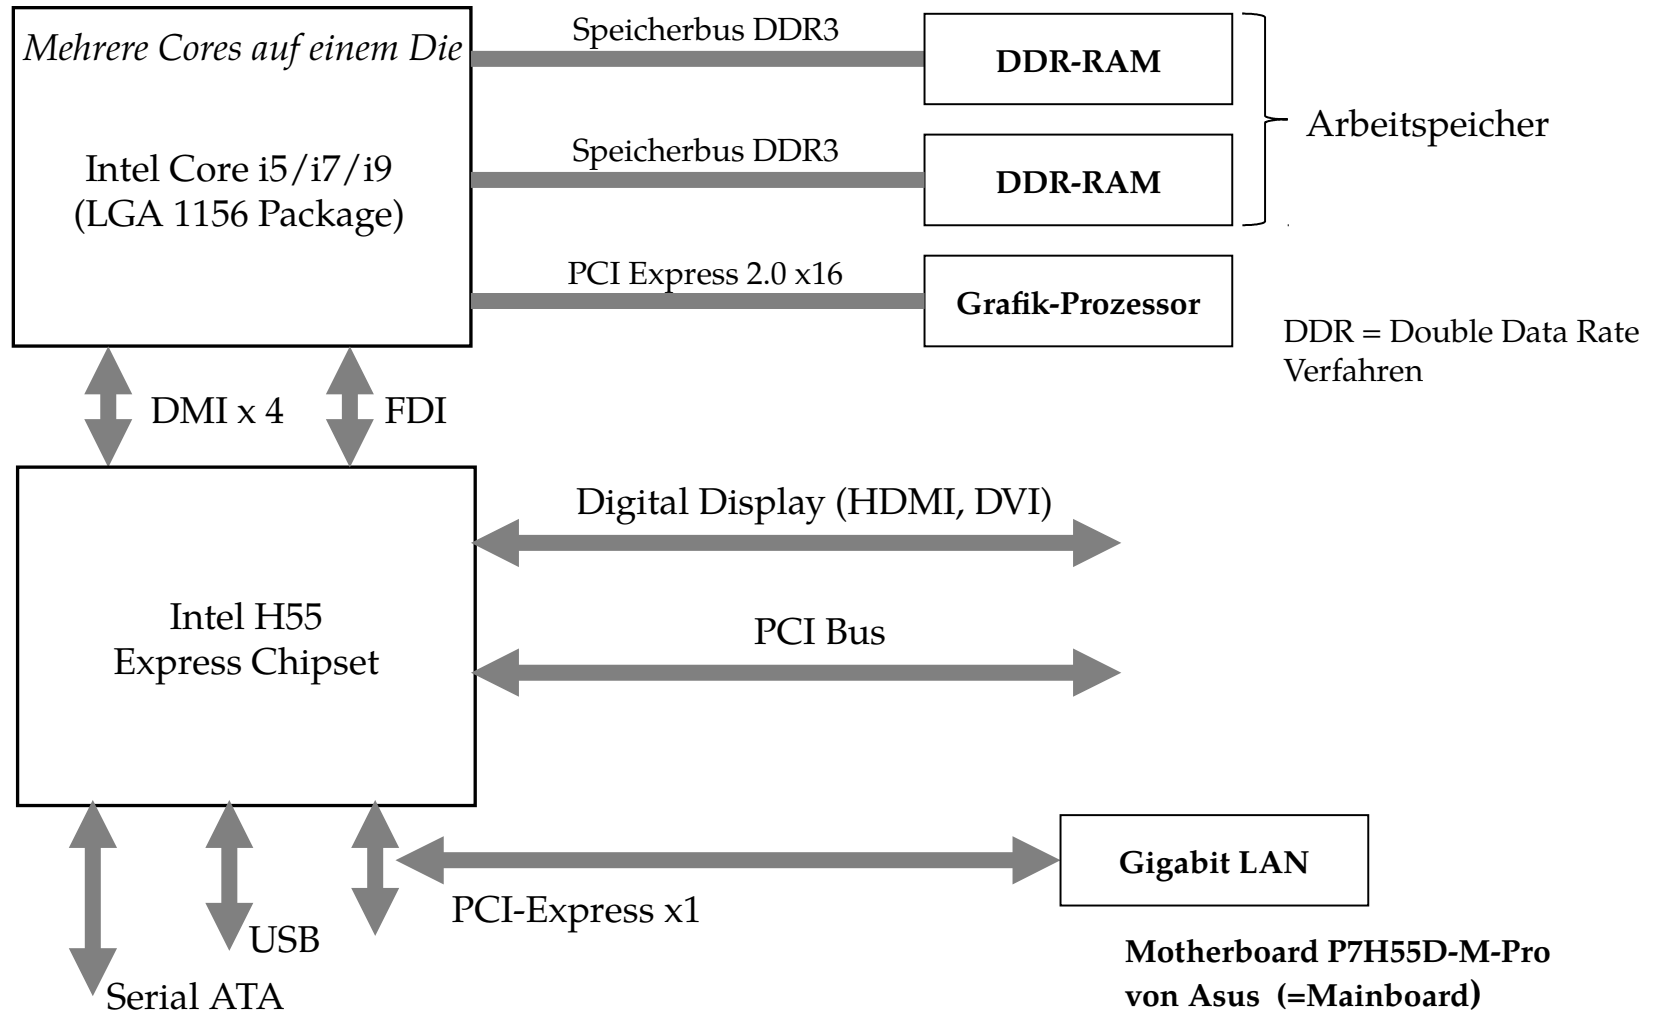 Mehrere Cores auf einem Die
Intel Core i5/i7/i9
(LGA 1156 Package)
Speicherbus DDR3
DDR-RAM
Speicherbus DDR3
DDR-RAM
Arbeitspeicher
PCI Express 2.0 x16
Grafik-Prozessor
DDR = Double Data Rate
Verfahren
DMI x 4
FDI
Digital Display (HDMI, DVI)
Intel H55
Express Chipset
PCI Bus
Gigabit LAN
PCI-Express x1
USB
Serial ATA
Motherboard P7H55D-M-Pro
von Asus (=Mainboard)